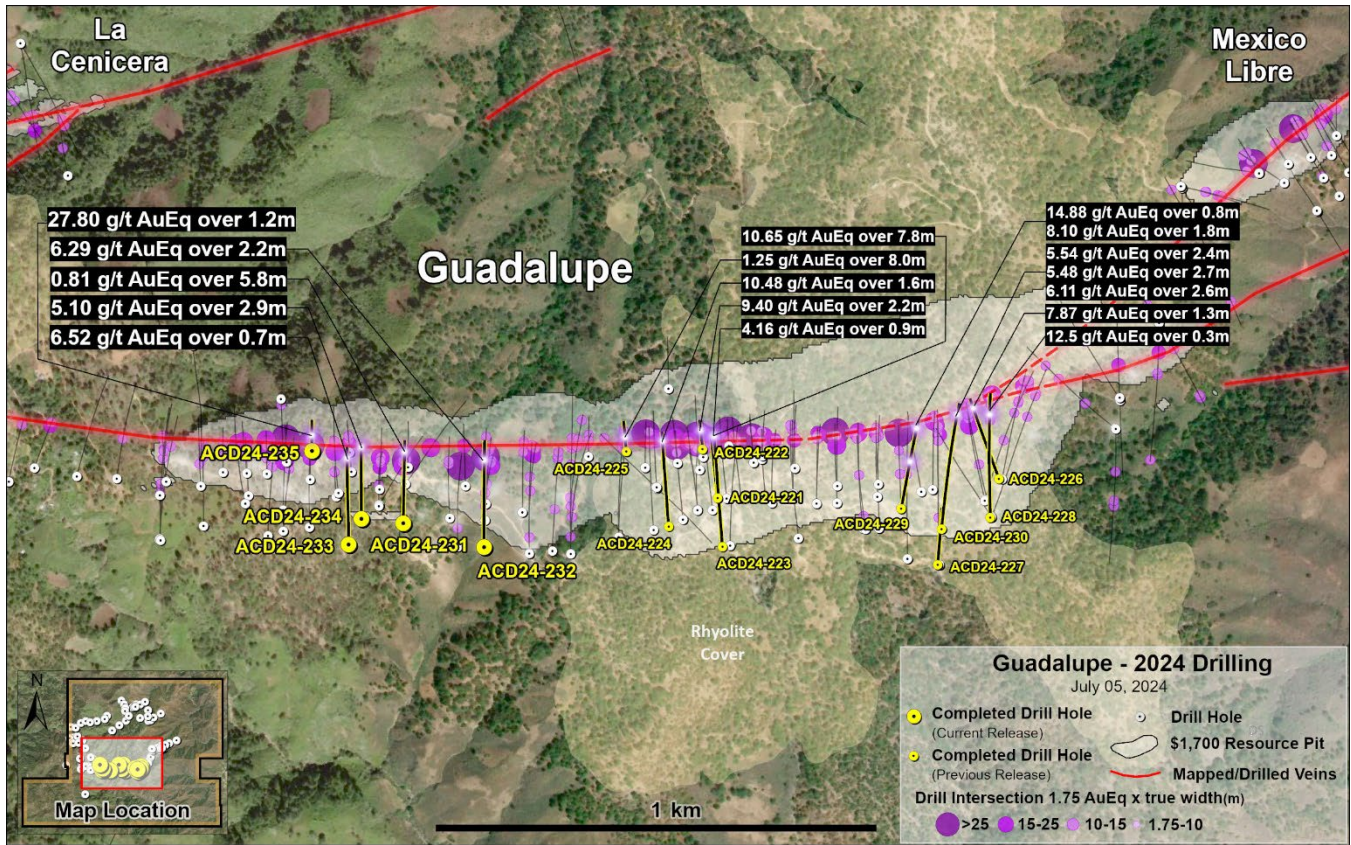 La
Cenicera
Mexico
Libre
27.80 g/t AuEq over 1.2m
6.29 g/t AuEq over 2.2m
0.81 g/t AuEq over 5.8m
5.10 g/t AuEq over 2.9m
6.52 g/t AuEq over 0.7m
Guadalupe
10.65 g/t AuEq over 7.8m
1.25 g/t AuEq over 8.0m
10.48 g/t AuEq over 1.6m
9.40 g/t AuEq over 2.2m
4.16 g/t AuEq over 0.9m
14.88 g/t AuEq over 0.8m
8.10 g/t AuEq over 1.8m
5.54 g/t AuEq over 2.4m
5.48 g/t AuEq over 2.7m
6.11 g/t AuEq over 2.6m
7.87 g/t AuEq over 1.3m
12.5 g/t AuEq over 0.3m
ACD24-235
ACD24-234
ACD24-233
ACD24-231
ACD24-232
ACD24-225
ACD24-222
ACD24-221
ACD24-224
ACD24-223
ACD24-226
ACD24-229
ACD24-228
ACD24-230
ACD24-227
Rhyolite
Cover
N
Map Location
1 km
Guadalupe - 2024 Drilling
July 05, 2024
Completed Drill Hole
(Current Release)
Completed Drill Hole
(Previous Release)
Drill Hole
$1,700 Resource Pit
Mapped/Drilled Veins
Drill Intersection 1.75 AuEq x true width(m)
>25 15-25 10-15 1.75-10